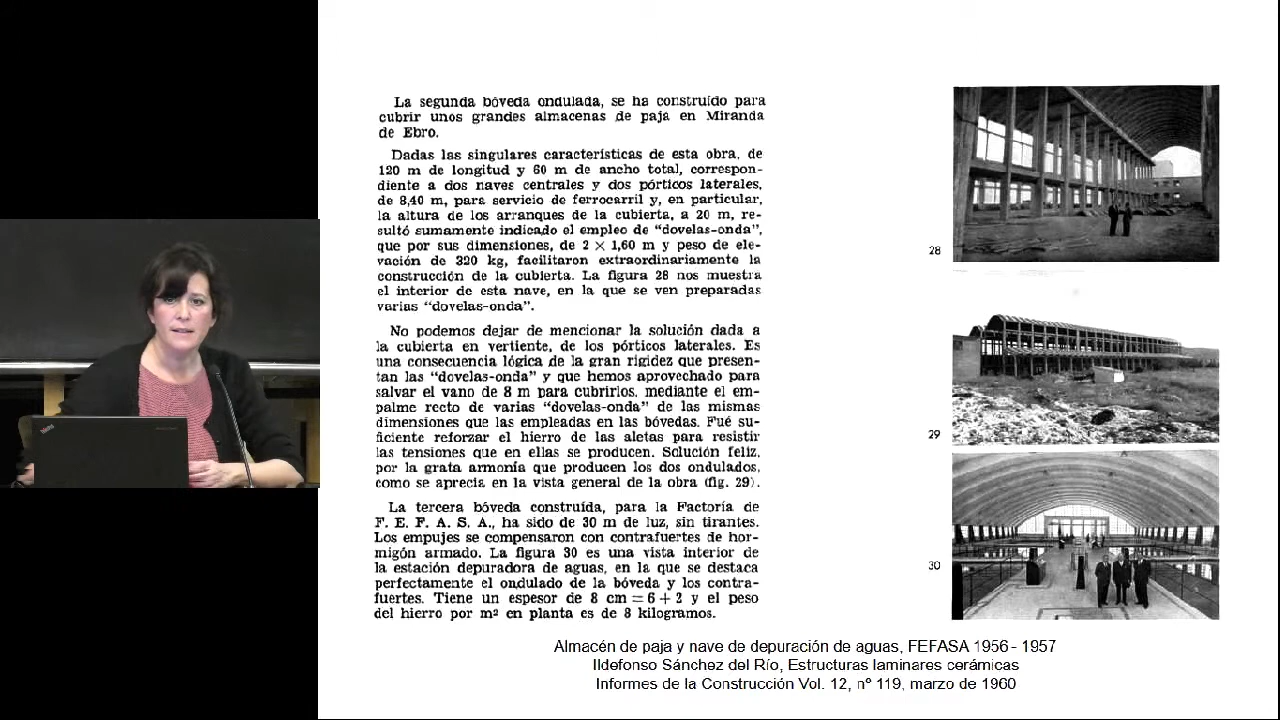 La segunda bóveda ondulada, se ha construído para
cubrir unos grandes almacenas de paja en Miranda
de Ebro.
Dadas las singulares características de esta obra, de
120 m de longitud y 60 m de ancho total, correspon-
diente a dos naves centrales y dos pórticos laterales,
de 8,40 m, para servicio de ferrocarril y, en particular,
la altura de los arranques de la cubierta, a 20 m, re-
sultó sumamente indicado el empleo de “dovelas-onda”,
que por sus dimensiones, de 2 × 1,60 m y peso de ele-
vación de 320 kg, facilitaron extraordinariamente la
construcción de la cubierta. La figura 28 nos muestra
el interior de esta nave, en la que se ven preparadas
varias “dovelas-onda”.
No podemos dejar de mencionar la solución dada a
la cubierta en vertiente, de los pórticos laterales. Es
una consecuencia lógica de la gran rigidez que presen-
tan las “dovelas-onda” y que hemos aprovechado para
salvar el vano de 8 m para cubrirlos, mediante el em-
palme recto de varias “dovelas-onda” de las mismas
dimensiones que las empleadas en las bóvedas. Fué su-
ficiente reforzar el hierro de las aletas para resistir
las tensiones que en ellas se producen. Solución feliz,
por la grata armonía que producen los dos ondulados,
como se aprecia en la vista general de la obra (fig. 29).
La tercera bóveda construída, para la Factoría de
F. E. F. A. S. A., ha sido de 30 m de luz, sin tirantes.
Los empujes se compensaron con contrafuertes de hor-
migón armado. La figura 30 es una vista interior de
la estación depuradora de aguas, en la que se destaca
perfectamente el ondulado de la bóveda y los contra-
fuertes. Tiene un espesor de 8 cm = 6 + 2 y el peso
del hierro por m² en planta es de 8 kilogramos.
28
29
30
Almacén de paja y nave de depuración de aguas, FEFASA 1956 - 1957
Ildefonso Sánchez del Río, Estructuras laminares cerámicas
Informes de la Construcción Vol. 12, nº 119, marzo de 1960